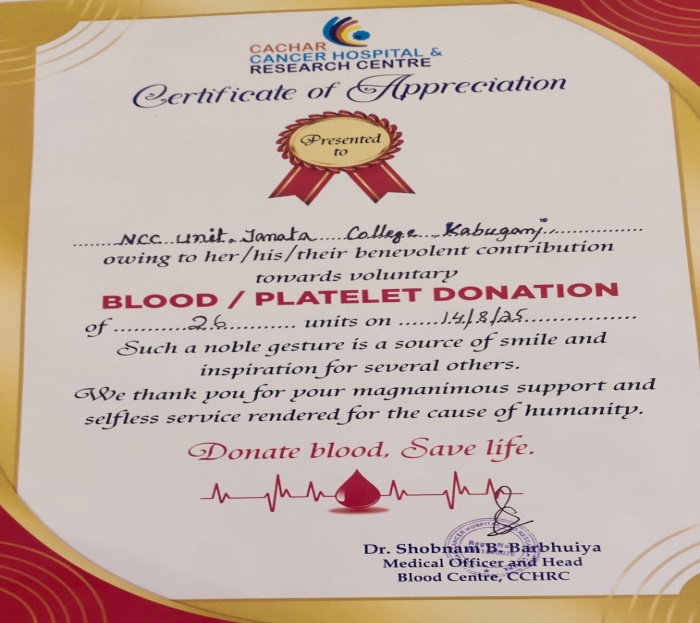 CACHAR
CANCER HOSPITAL &
RESEARCH CENTRE
Certificate of Appreciation
Presented
to
NCC Unit. Janata College Kabuganj.
owing to her/his/their benevolent contribution
towards voluntary
BLOOD / PLATELET DONATION
of ...........26........... units on ......14/8/25.................
Such a noble gesture is a source of smile and
inspiration for several others.
We thank you for your magnanimous support and
selfless service rendered for the cause of humanity.
Donate blood, Save life.
Dr. Shobnam B. Barbhuiya
Medical Officer and Head
Blood Centre, CCHRC